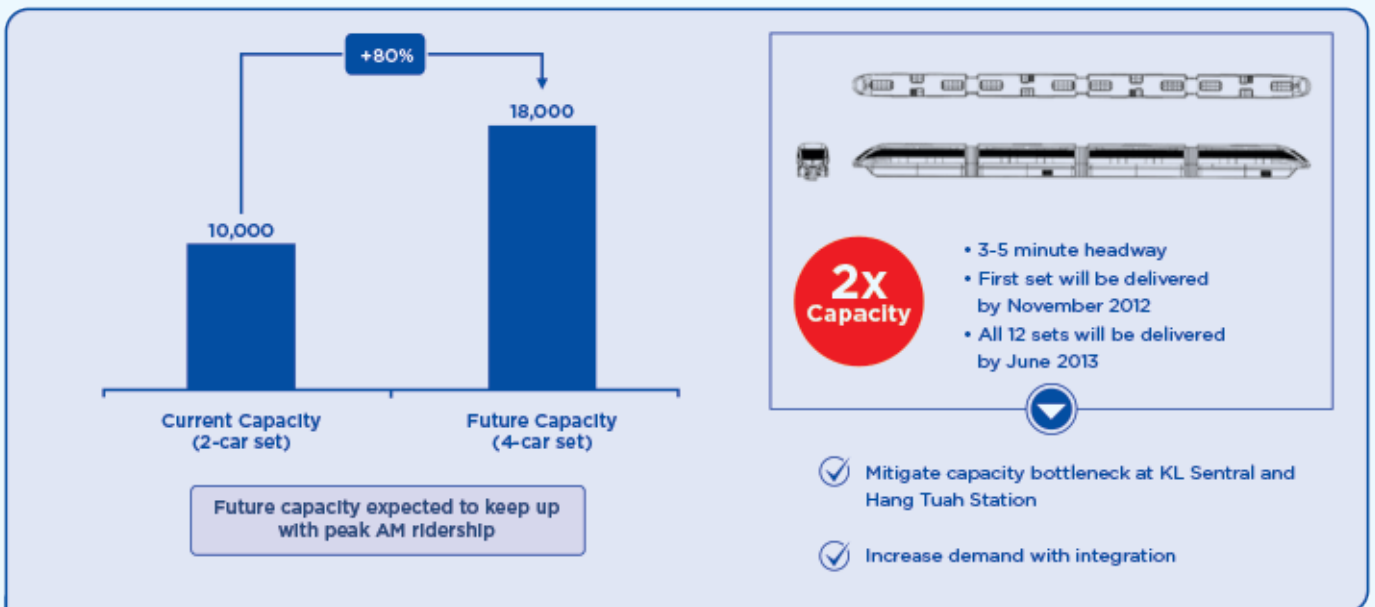 +80%
18,000
10,000
Current Capacity
(2-car set)
Future Capacity
(4-car set)
Future capacity expected to keep up
with peak AM ridership
2x
Capacity
• 3-5 minute headway
• First set will be delivered
by November 2012
• All 12 sets will be delivered
by June 2013
Mitigate capacity bottleneck at KL Sentral and
Hang Tuah Station
Increase demand with integration